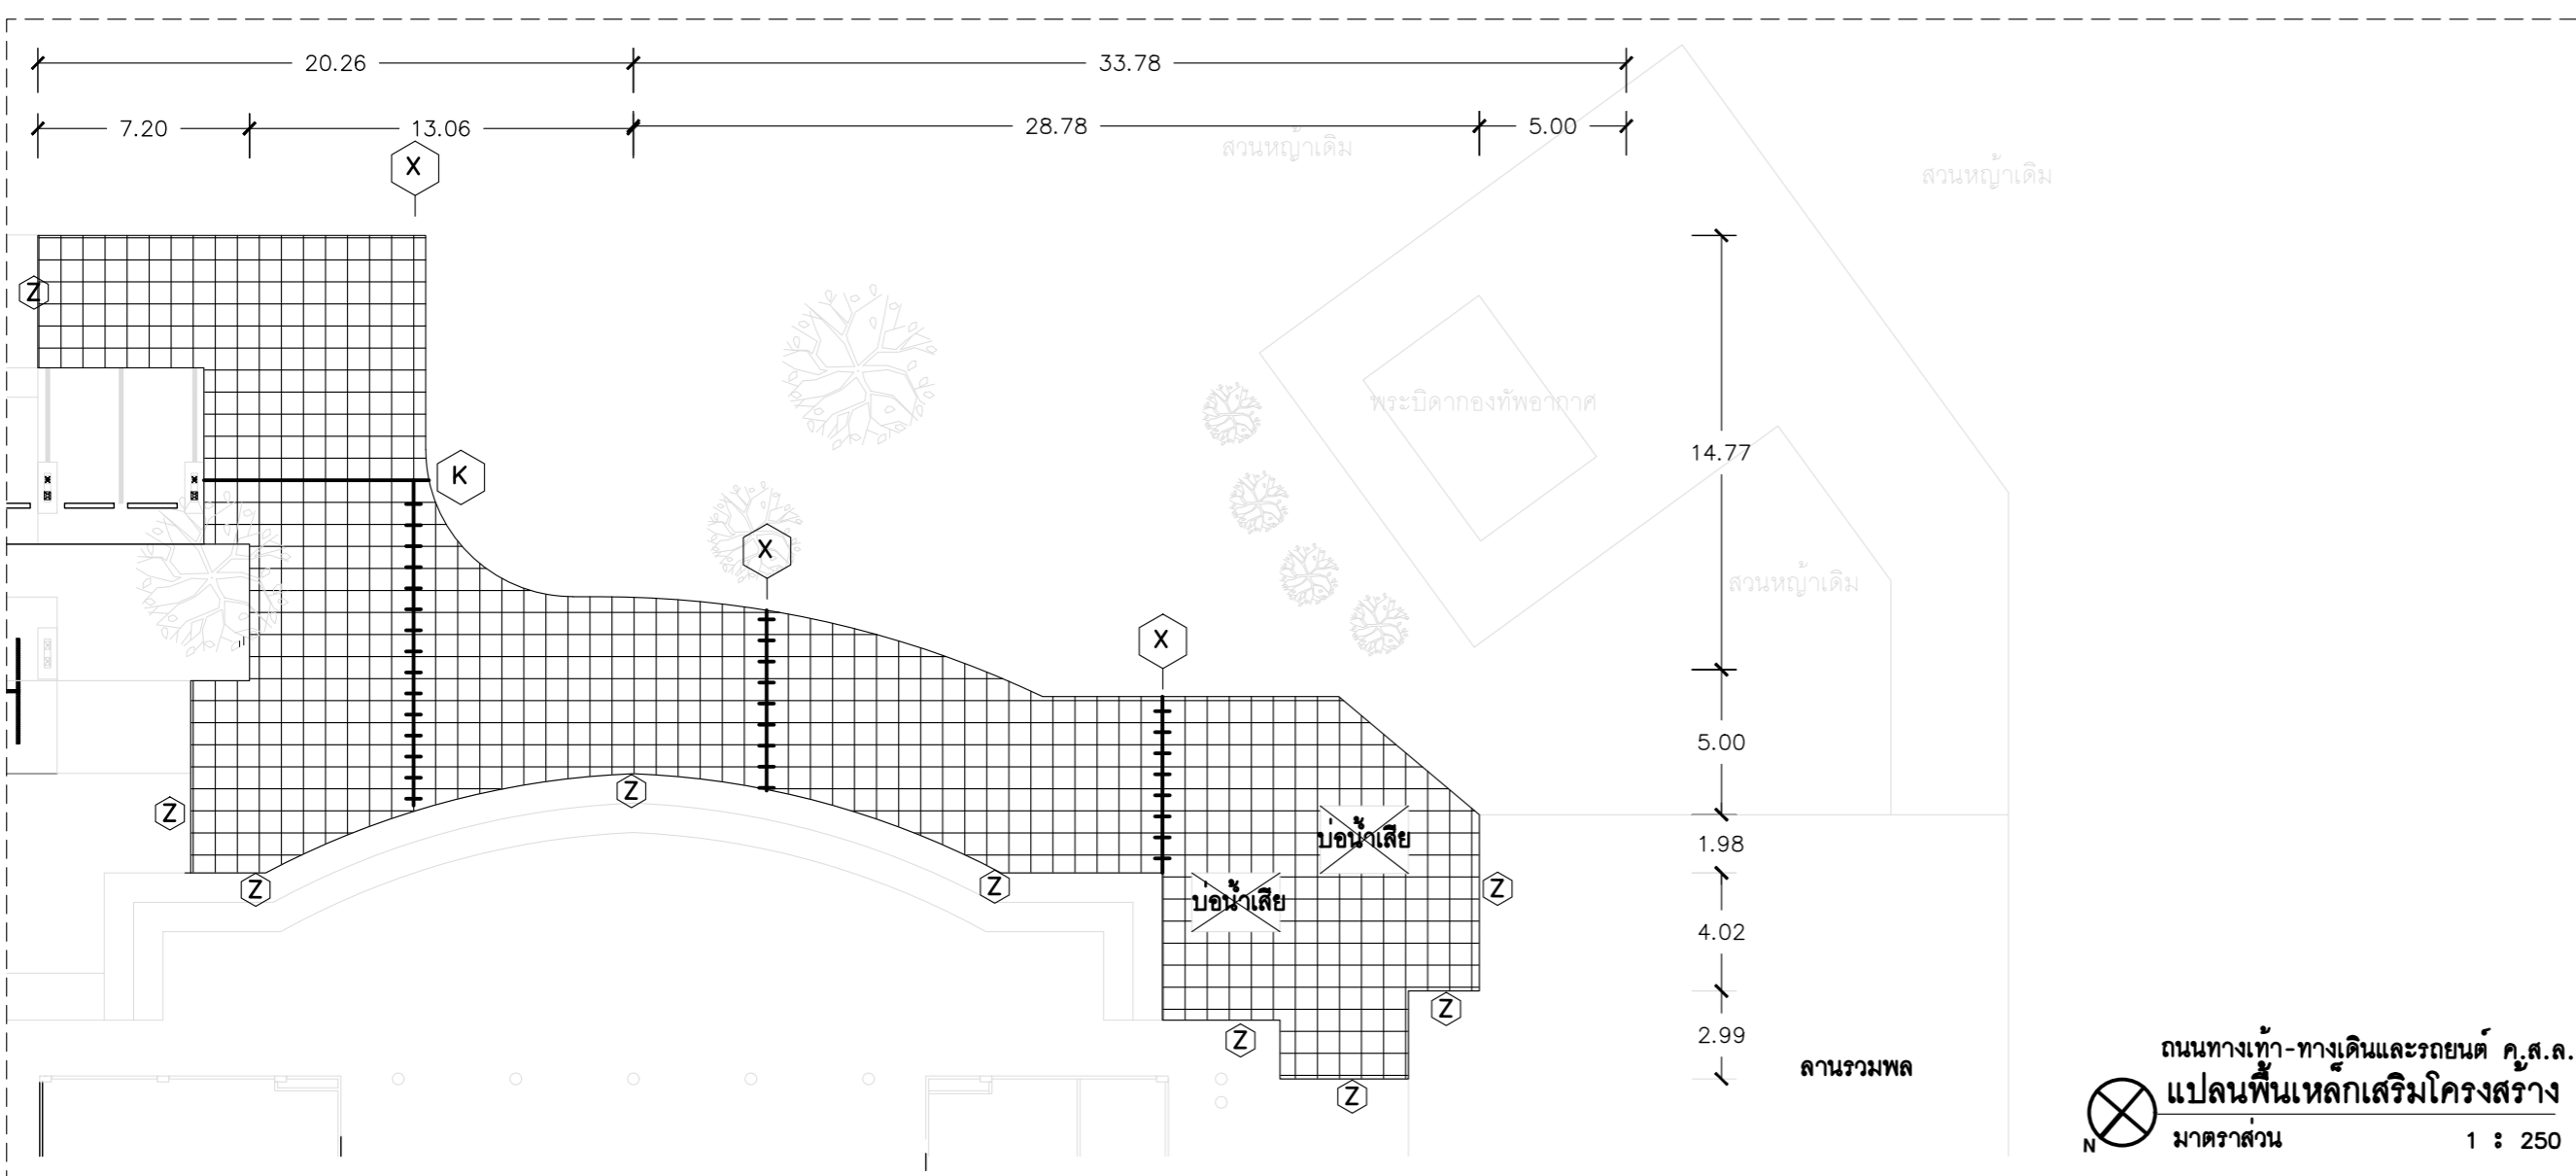 20.26
33.78
7.20
13.06
28.78
5.00
X
สวนหญ้าเดิม
สวนหญ้าเดิม
Z
พระบิดากองทัพอากาศ
14.77
K
X
สวนหญ้าเดิม
X
5.00
Z
Z
บ่อน้ำเสีย
1.98
Z
Z
บ่อน้ำเสีย
Z
4.02
Z
Z
2.99
ลานรวมพล
Z
ถนนทางเท้า-ทางเดินและรถยนต์ ค.ส.ล.
แปลนพื้นเหล็กเสริมโครงสร้าง
N
มาตราส่วน 1 : 250